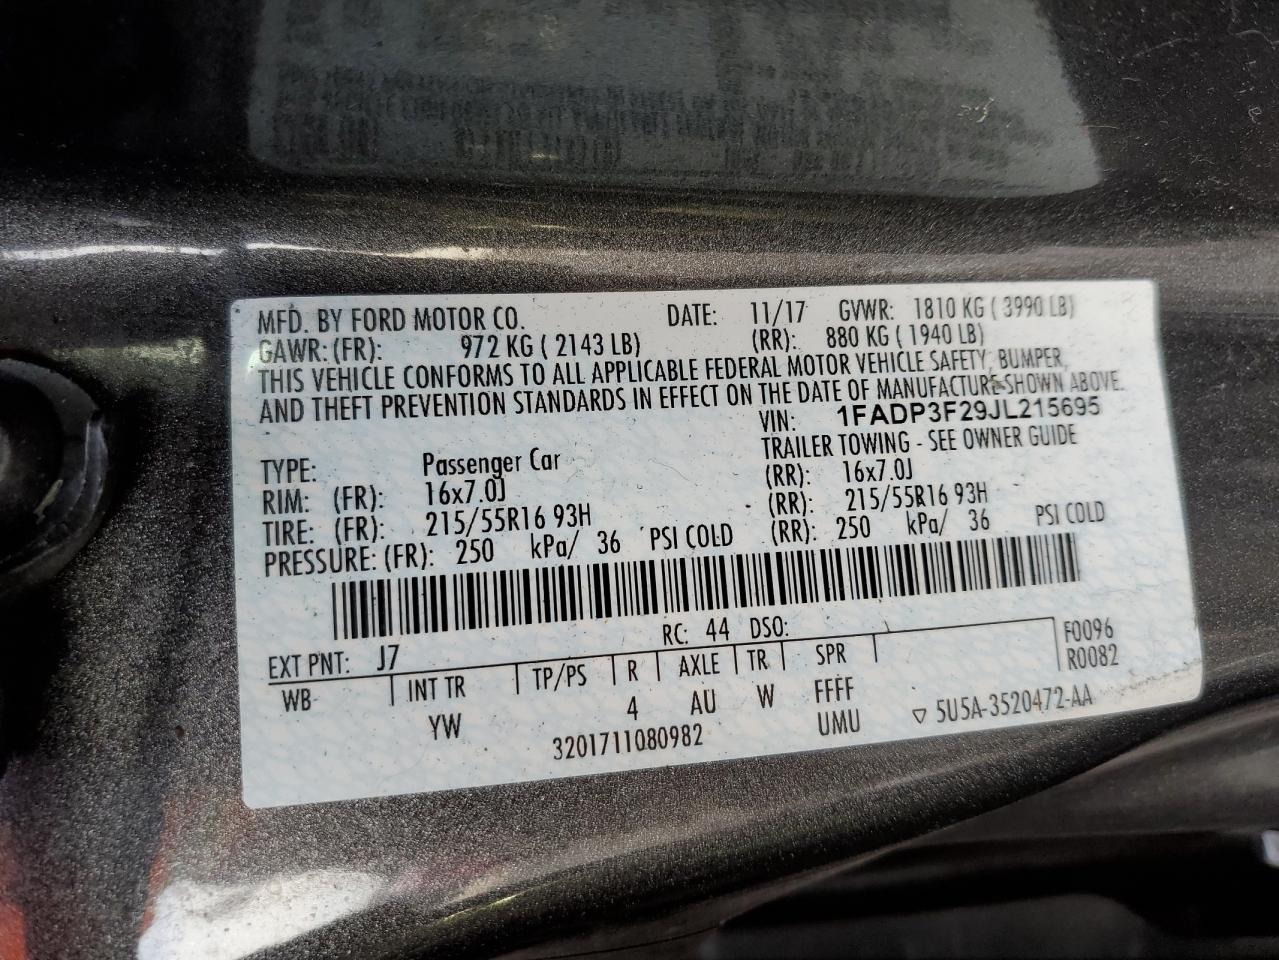 MFD. BY FORD MOTOR CO. DATE: 11/17 GVWR: 1810 KG ( 3990 LB)
GAWR: (FR): 972 KG ( 2143 LB) (RR): 880 KG ( 1940 LB)
THIS VEHICLE CONFORMS TO ALL APPLICABLE FEDERAL MOTOR VEHICLE SAFETY, BUMPER,
AND THEFT PREVENTION STANDARDS IN EFFECT ON THE DATE OF MANUFACTURE SHOWN ABOVE.
VIN: 1FADP3F29JL215695
TYPE: Passenger Car TRAILER TOWING - SEE OWNER GUIDE
RIM: (FR): 16x7.0J (RR): 16x7.0J
TIRE: (FR): 215/55R16 93H (RR): 215/55R16 93H
PRESSURE: (FR): 250 kPa/ 36 PSI COLD (RR): 250 kPa/ 36 PSI COLD
EXT PNT: J7 RC: 44 DSO: F0096
WB INT TR TP/PS R AXLE TR SPR R0082
YW 4 AU W FFFF
3201711080982 UMU ▽ 5U5A-3520472-AA